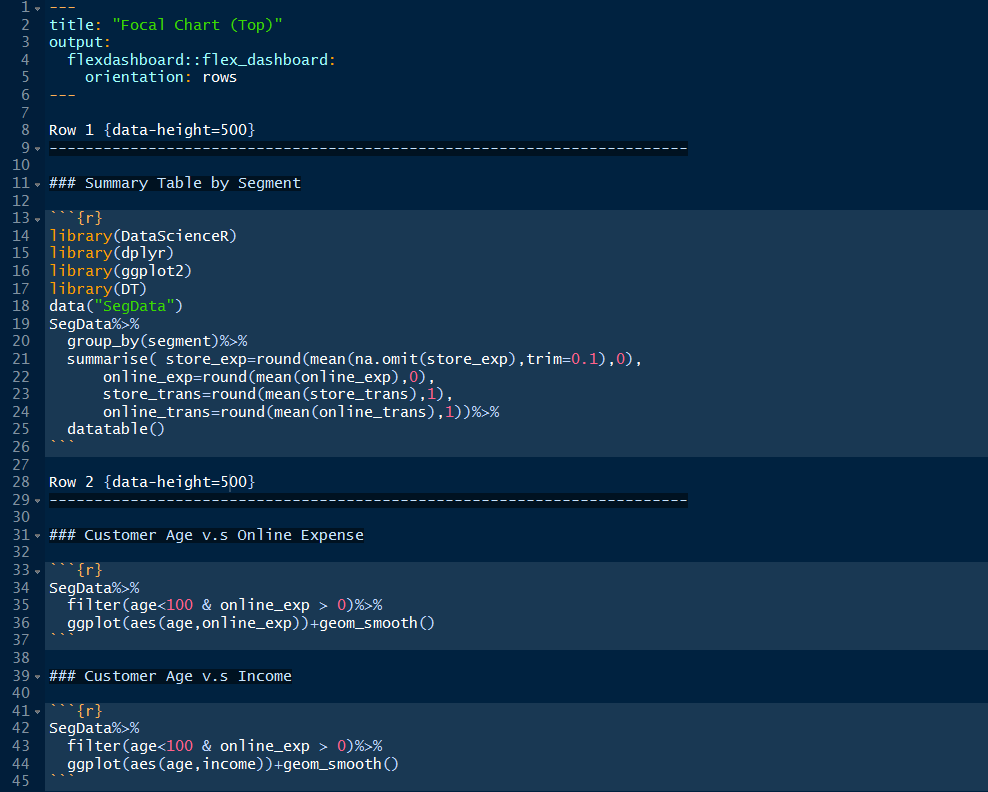 1 ---
2 title: "Focal Chart (Top)"
3 output:
4   flexdashboard::flex_dashboard:
5     orientation: rows
6 ---
7
8 Row 1 {data-height=500}
9 -----------------------------------------------------------------------
10
11 ### Summary Table by Segment
12
13 ```{r}
14 library(DataScienceR)
15 library(dplyr)
16 library(ggplot2)
17 library(DT)
18 data("SegData")
19 SegData%>%
20   group_by(segment)%>%
21   summarise( store_exp=round(mean(na.omit(store_exp),trim=0.1),0),
22       online_exp=round(mean(online_exp),0),
23       store_trans=round(mean(store_trans),1),
24       online_trans=round(mean(online_trans),1))%>%
25   datatable()
26 ```
27
28 Row 2 {data-height=500}
29 -----------------------------------------------------------------------
30
31 ### Customer Age v.s Online Expense
32
33 ```{r}
34 SegData%>%
35   filter(age<100 & online_exp > 0)%>%
36   ggplot(aes(age,online_exp))+geom_smooth()
37 ```
38
39 ### Customer Age v.s Income
40
41 ```{r}
42 SegData%>%
43   filter(age<100 & online_exp > 0)%>%
44   ggplot(aes(age,income))+geom_smooth()
45 ```